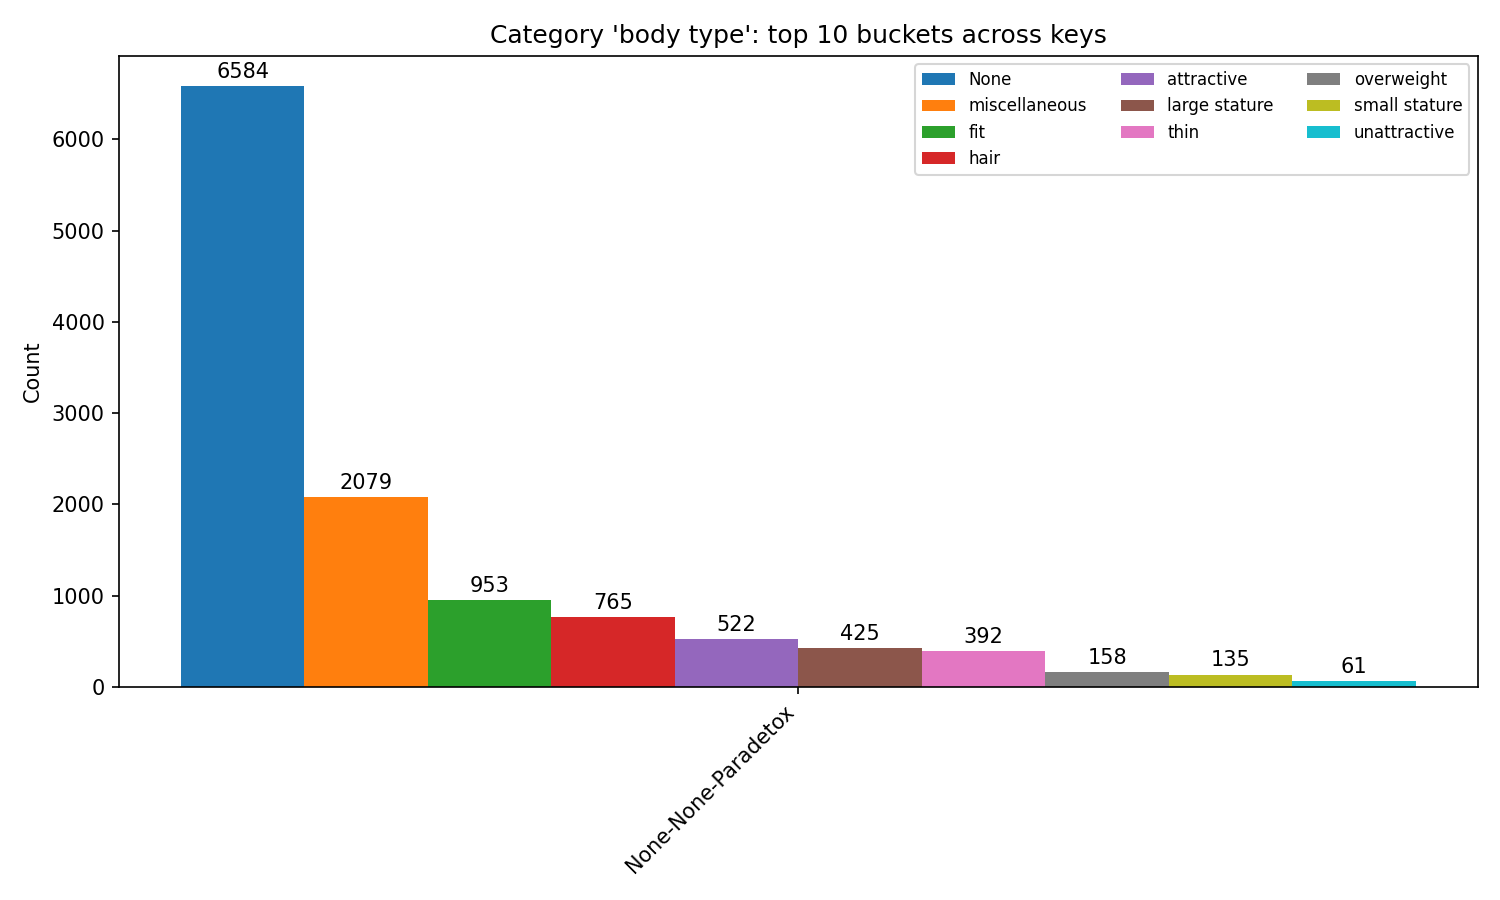 Category 'body type': top 10 buckets across keys
6584
None
miscellaneous
fit
hair
attractive
large stature
thin
overweight
small stature
unattractive
6000
5000
4000
3000
2000
1000
0
Count
2079
953
765
522
425
392
158
135
61
None-None-Paradetox